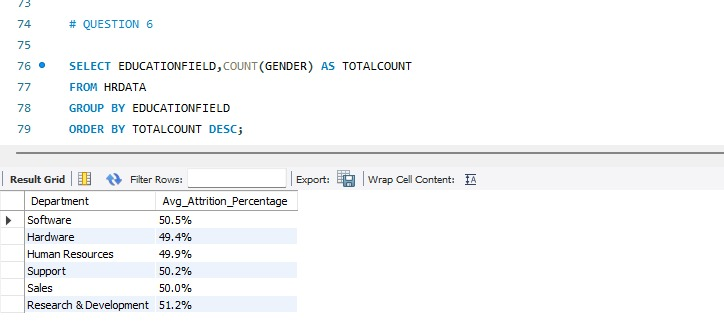 73
74 # QUESTION 6
75
76 SELECT EDUCATIONFIELD,COUNT(GENDER) AS TOTALCOUNT
77 FROM HRDATA
78 GROUP BY EDUCATIONFIELD
79 ORDER BY TOTALCOUNT DESC;
Result Grid Filter Rows: Export: Wrap Cell Content: IA
Department Avg_Attrition_Percentage
Software 50.5%
Hardware 49.4%
Human Resources 49.9%
Support 50.2%
Sales 50.0%
Research & Development 51.2%